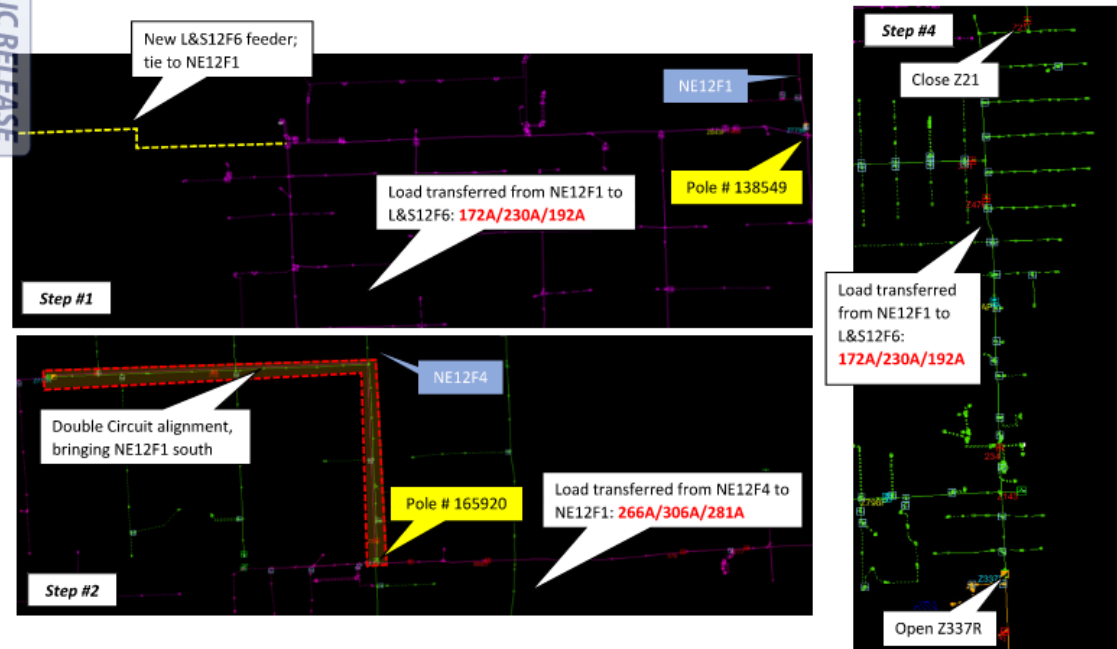 IC RELEASE
New L&S12F6 feeder;
tie to NE12F1
NE12F1
Pole # 138549
Load transferred from NE12F1 to
L&S12F6: 172A/230A/192A
Step #1
NE12F4
Double Circuit alignment,
bringing NE12F1 south
Pole # 165920
Load transferred from NE12F4 to
NE12F1: 266A/306A/281A
Step #2
Step #4
Close Z21
Load transferred
from NE12F1 to
L&S12F6:
172A/230A/192A
Open Z337R